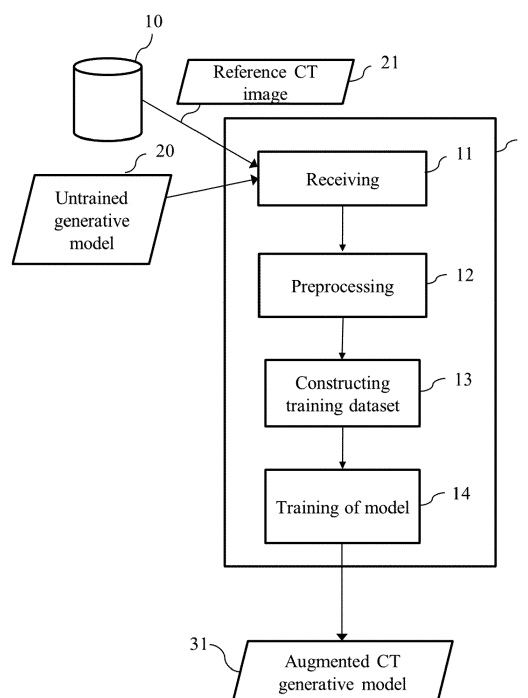 10
Reference CT
image
21
20
Untrained
generative
model
Receiving
11
Preprocessing
12
Constructing
training dataset
13
Training of model
14
31
Augmented CT
generative model